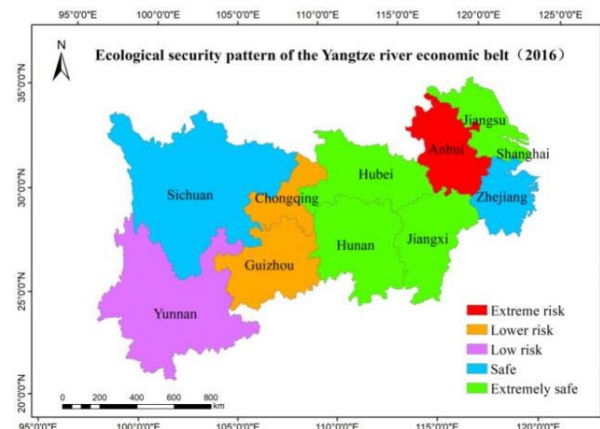 95°0'0"E 100°0'0"E 105°0'0"E 110°0'0"E 115°0'0"E 120°0'0"E 125°0'0"E
N
Ecological security pattern of the Yangtze river economic belt（2016）
35°0'0"N
30°0'0"N
25°0'0"N
20°0'0"N
Jiangsu
Anhui
Shanghai
Hubei
Sichuan
Chongqing
Zhejiang
Hunan
Jiangxi
Guizhou
Yunnan
Extreme risk
Lower risk
Low risk
Safe
Extremely safe
0 100 200 400 600 800
km
95°0'0"E 100°0'0"E 105°0'0"E 110°0'0"E 115°0'0"E 120°0'0"E